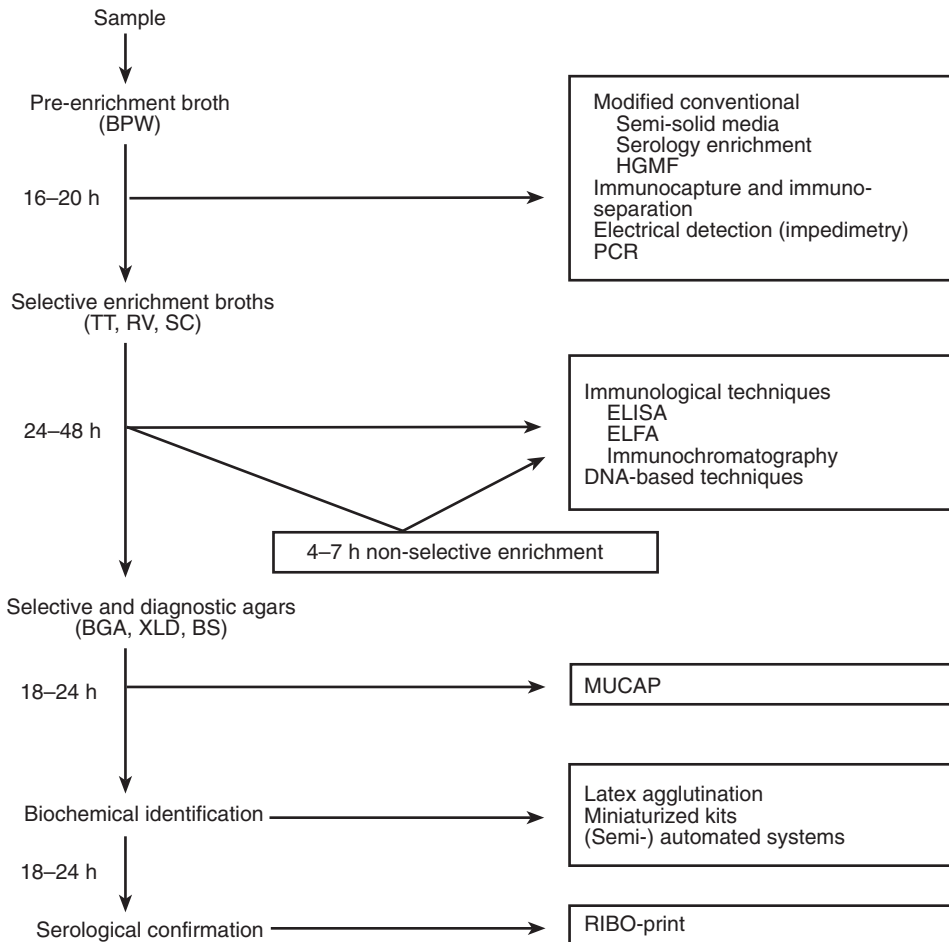 Sample
Pre-enrichment broth
(BPW)
16–20 h
Modified conventional
Semi-solid media
Serology enrichment
HGMF
Immunocapture and immuno-
separation
Electrical detection (impedimetry)
PCR
Selective enrichment broths
(TT, RV, SC)
24–48 h
Immunological techniques
ELISA
ELFA
Immunochromatography
DNA-based techniques
4–7 h non-selective enrichment
Selective and diagnostic agars
(BGA, XLD, BS)
18–24 h
MUCAP
Biochemical identification
Latex agglutination
Miniaturized kits
(Semi-) automated systems
18–24 h
Serological confirmation
RIBO-print